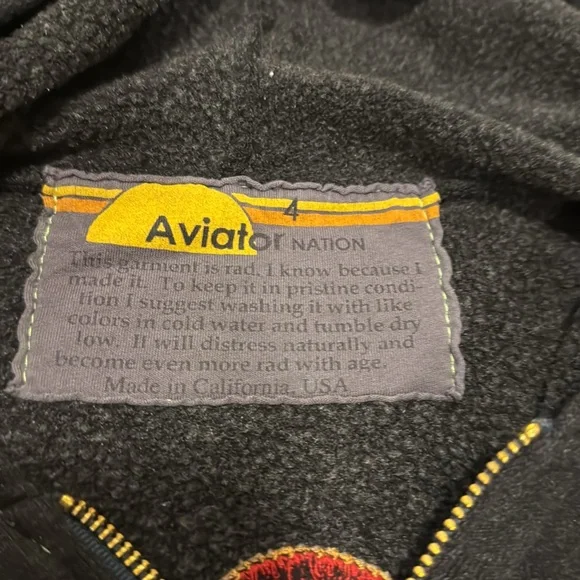 4
Aviator NATION
This garment is rad, I know because I
made it. To keep it in pristine condi-
tion I suggest washing it with like
colors in cold water and tumble dry
low. It will distress naturally and
become even more rad with age.
Made in California, USA